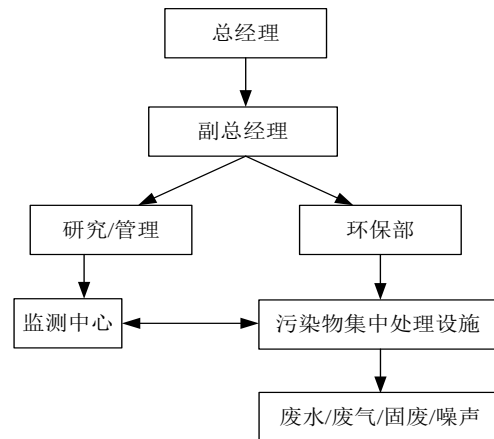 总经理
副总经理
研究/管理
环保部
监测中心
污染物集中处理设施
废水/废气/固废/噪声